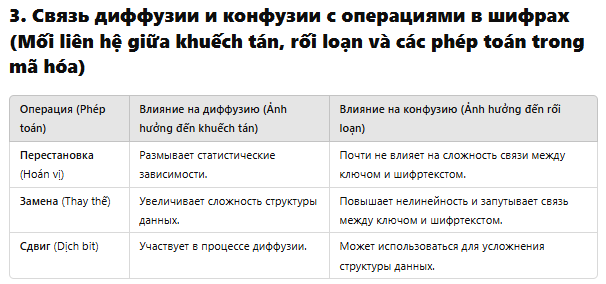 3. Связь диффузии и конфузии с операциями в шифрах
(Mối liên hệ giữa khuếch tán, rối loạn và các phép toán trong
mã hóa)
Операция (Phép
toán)
Влияние на диффузию (Ảnh
hưởng đến khuếch tán)
Влияние на конфузию (Ảnh hưởng đến rối
loạn)
Перестановка
(Hoán vị)
Размывает статистические
зависимости.
Почти не влияет на сложность связи между
ключом и шифртекстом.
Замена (Thay thế)
Увеличивает сложность структуры
данных.
Повышает нелинейность и запутывает связь
между ключом и шифртекстом.
Сдвиг (Dịch bit)
Участвует в процессе диффузии.
Может использоваться для усложнения
структуры данных.